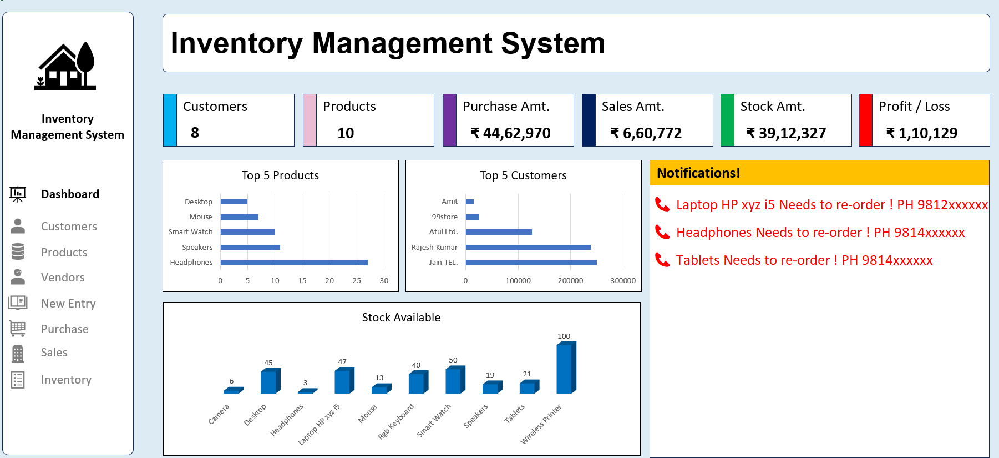 Inventory
Management System
Dashboard
Customers
Products
Vendors
New Entry
Purchase
Sales
Inventory
Inventory Management System
Customers
8
Products
10
Purchase Amt.
₹ 44,62,970
Sales Amt.
₹ 6,60,772
Stock Amt.
₹ 39,12,327
Profit / Loss
₹ 1,10,129
Top 5 Products
Desktop
Mouse
Smart Watch
Speakers
Headphones
0 5 10 15 20 25 30
Top 5 Customers
Amit
99store
Atul Ltd.
Rajesh Kumar
Jain TEL.
0 100000 200000 300000
Notifications!
Laptop HP xyz i5 Needs to re-order ! PH 9812xxxxxx
Headphones Needs to re-order ! PH 9814xxxxxx
Tablets Needs to re-order ! PH 9814xxxxxx
Stock Available
6 45 3 47 13 40 50 19 21 100
Camera
Desktop
Headphones
Laptop HP xyz i5
Mouse
Rgb Keyboard
Smart Watch
Speakers
Tablets
Wireless Printer